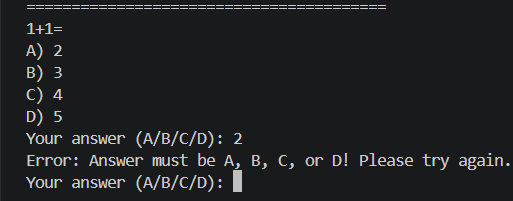 ========================================
1+1=
A) 2
B) 3
C) 4
D) 5
Your answer (A/B/C/D): 2
Error: Answer must be A, B, C, or D! Please try again.
Your answer (A/B/C/D):